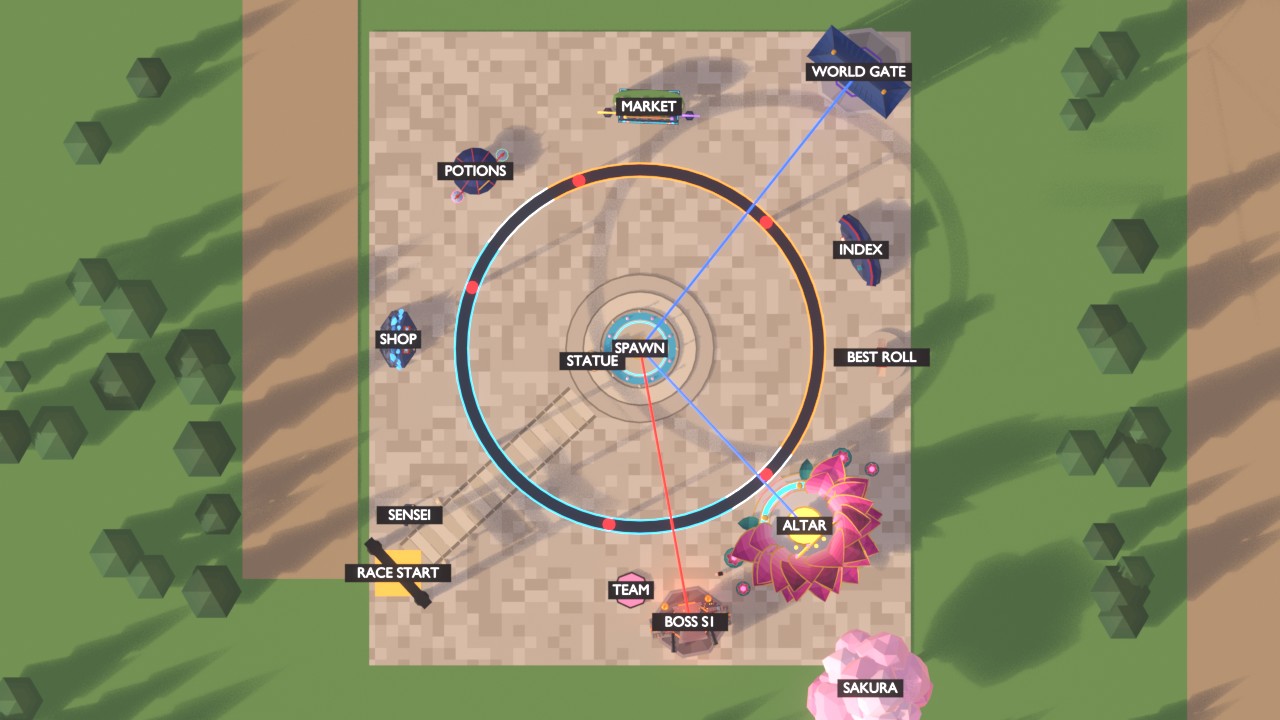 WORLD GATE
MARKET
POTIONS
INDEX
SHOP
SPAWN
STATUE
BEST ROLL
SENSEI
ALTAR
RACE START
TEAM
BOSS S1
SAKURA